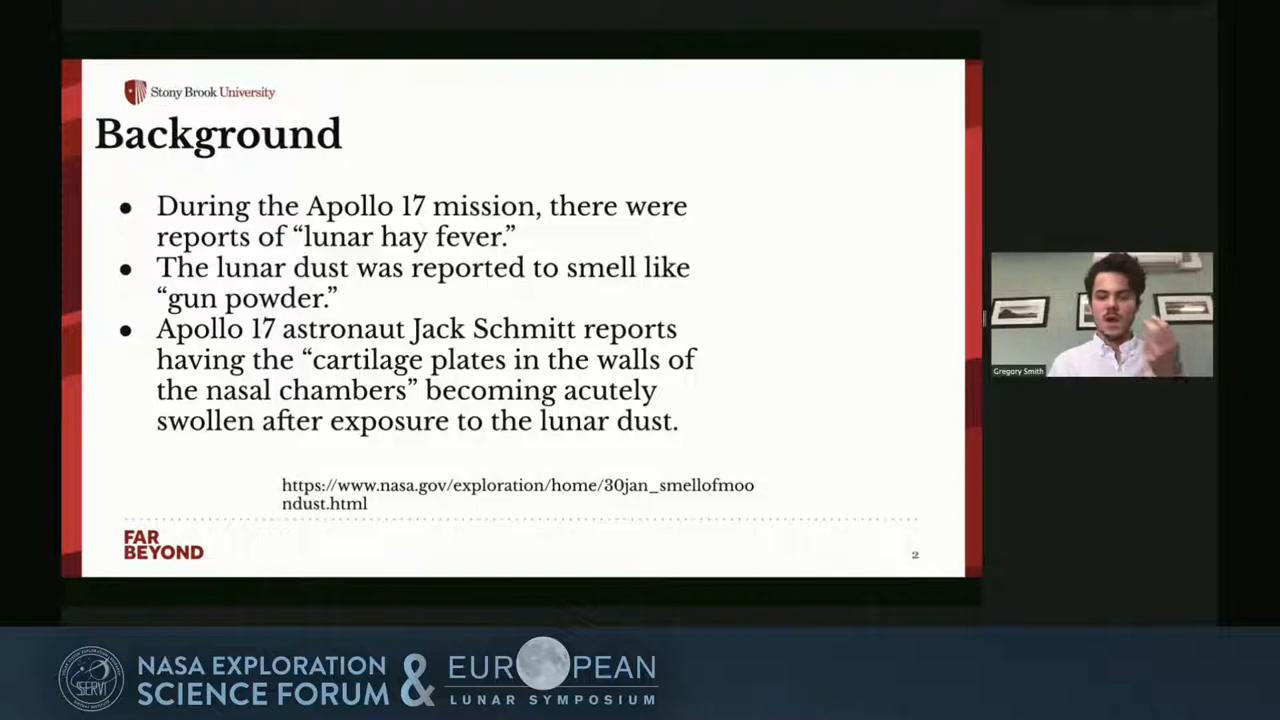 Stony Brook University
Background
● During the Apollo 17 mission, there were
reports of “lunar hay fever.”
● The lunar dust was reported to smell like
“gun powder.”
● Apollo 17 astronaut Jack Schmitt reports
having the “cartilage plates in the walls of
the nasal chambers” becoming acutely
swollen after exposure to the lunar dust.
https://www.nasa.gov/exploration/home/30jan_smellofmoo
ndust.html
FAR
BEYOND
2
Gregory Smith
NASA EXPLORATION
SCIENCE FORUM
&
EUROPEAN
LUNAR SYMPOSIUM
SSERVI